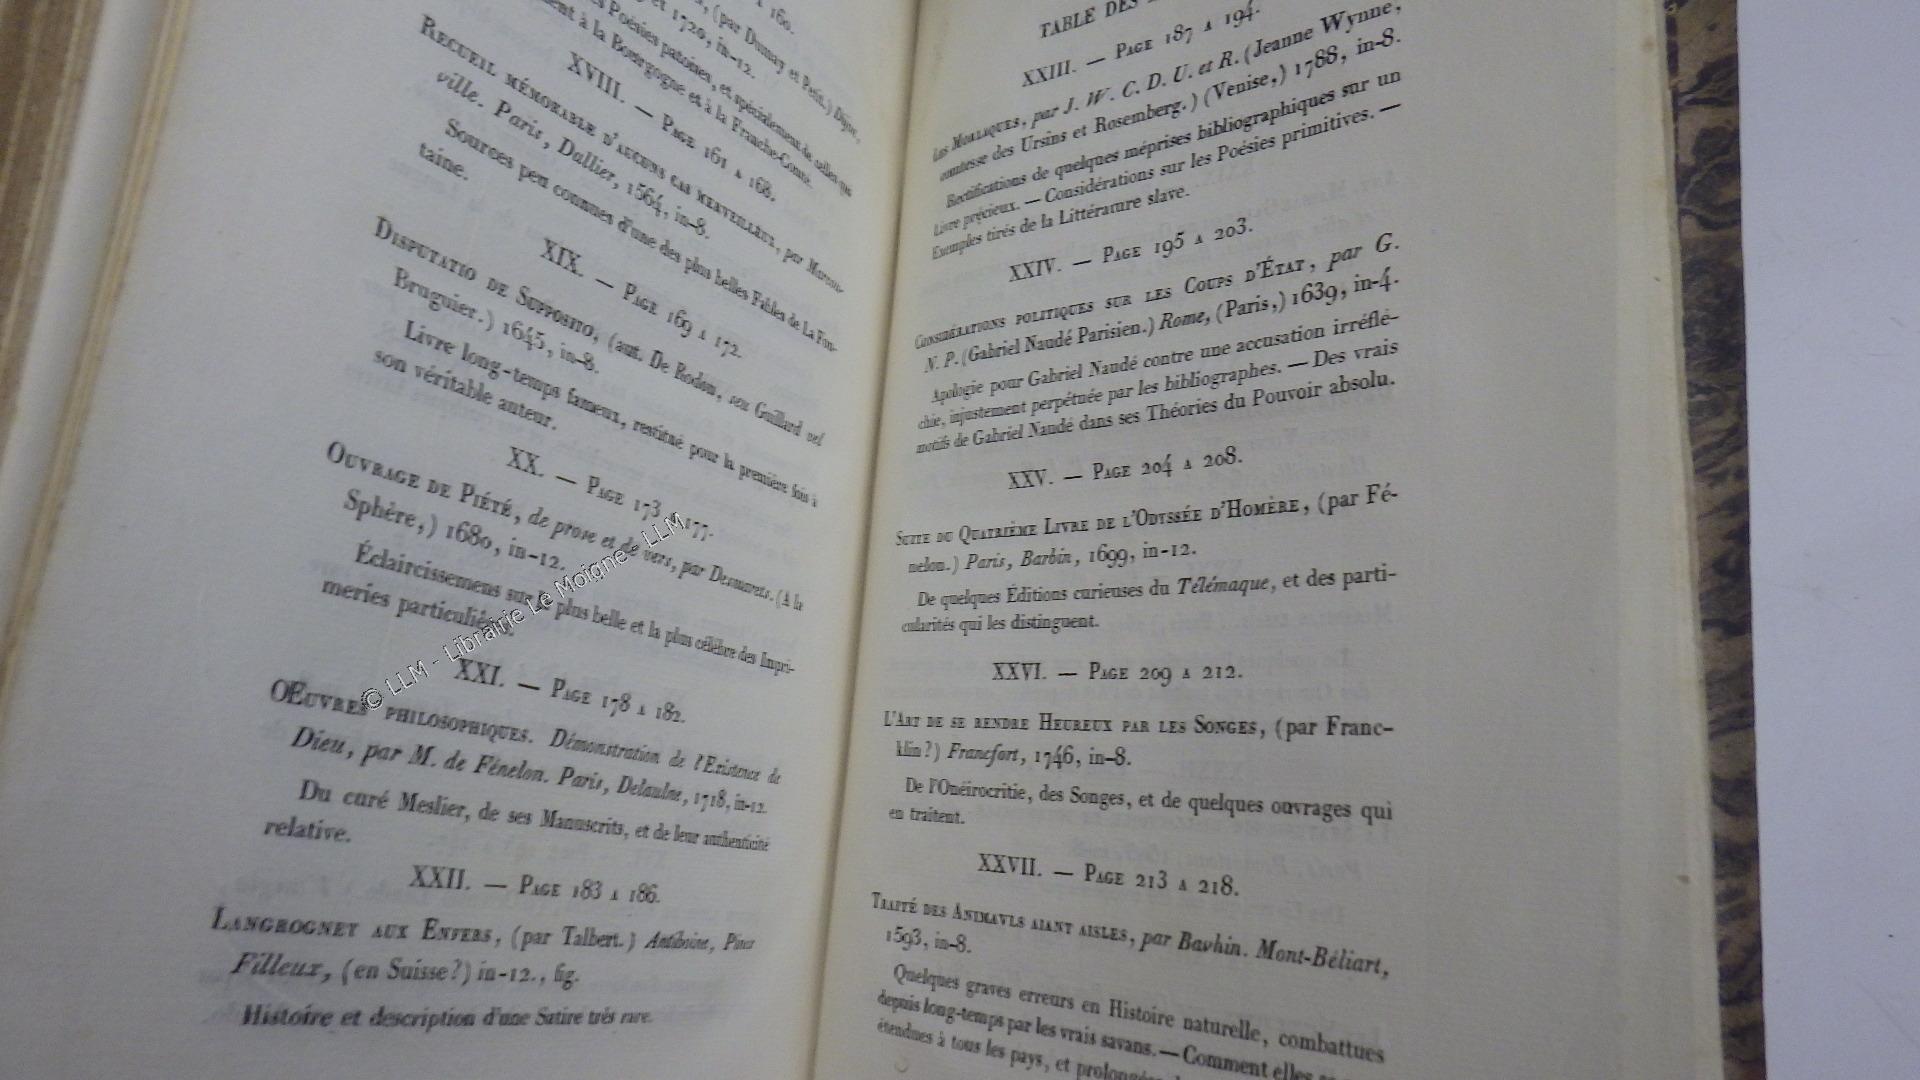 à 160.
(par Dumay et Petit.) Dijon,
et 1720, in-12.
Poésies patoises, et spécialement de celles qui
à la Bourgogne et à la Franche-Comté.
XVIII. — Page 161 à 168.
Recueil mémorable d'aucuns cas merveilleux, par Marcou-
ville. Paris, Dallier, 1564, in-8.
Sources peu connues d'une des plus belles Fables de La Fon-
taine.
XIX. — Page 169 à 172.
Disputatio de Supposito, (aut. De Rodon, seu Guillard vel
Bruguier.) 1645, in-8.
Livre long-temps fameux, restitué pour la première fois à
son véritable auteur.
XX. — Page 173 à 177.
Ouvrage de Piété, de prose et de vers, par Desmarets. (A la
Sphère,) 1680, in-12.
Éclaircissemens sur la plus belle et la plus célèbre des Impri-
meries particulières.
XXI. — Page 178 à 182.
OEuvres philosophiques. Démonstration de l'Existence de
Dieu, par M. de Fénelon. Paris, Delaulne, 1718, in-12.
Du curé Meslier, de ses Manuscrits, et de leur authenticité
relative.
XXII. — Page 183 à 186.
Langrognet aux Enfers, (par Talbert.) Antiboine, Pince
Filleux, (en Suisse?) in-12., fig.
Histoire et description d'une Satire très rare.
TABLE DES
XXIII. — Page 187 à 194.
Les Morlaques, par J. W. C. D. U. et R. (Jeanne Wynne,
comtesse des Ursins et Rosemberg.) (Venise,) 1788, in-8.
Rectifications de quelques méprises bibliographiques sur un
Livre précieux. — Considérations sur les Poésies primitives. —
Exemples tirés de la Littérature slave.
XXIV. — Page 195 à 203.
Considérations politiques sur les Coups d'État, par G.
N. P. (Gabriel Naudé Parisien.) Rome, (Paris,) 1639, in-4.
Apologie pour Gabriel Naudé contre une accusation irréflé-
chie, injustement perpétuée par les bibliographes. — Des vrais
motifs de Gabriel Naudé dans ses Théories du Pouvoir absolu.
XXV. — Page 204 à 208.
Suite du Quatrième Livre de l'Odyssée d'Homère, (par Fé-
nelon.) Paris, Barbin, 1699, in-12.
De quelques Éditions curieuses du Télémaque, et des parti-
cularités qui les distinguent.
XXVI. — Page 209 à 212.
L'Art de se rendre Heureux par les Songes, (par Franc-
klin?) Francfort, 1746, in-8.
De l'Onéirocritie, des Songes, et de quelques ouvrages qui
en traitent.
XXVII. — Page 213 à 218.
Traité des Animavls aiant aisles, par Bavhin. Mont-Béliart,
1593, in-8.
Quelques graves erreurs en Histoire naturelle, combattues
depuis long-temps par les vrais savans. — Comment elles
étendues à tous les pays, et
© LLM - Librairie Le Moigne - LLM